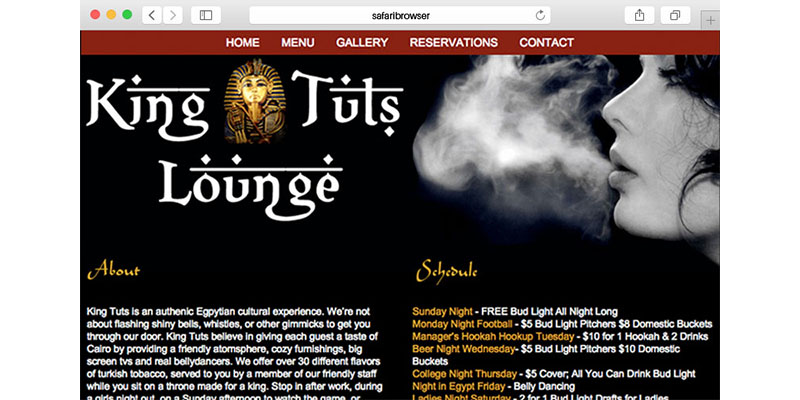 safaribrowser
HOME MENU GALLERY RESERVATIONS CONTACT
King Tuts
Lounge
About
King Tuts is an authenic Egpytian cultural experience. We're not
about flashing shiny bells, whistles, or other gimmicks to get you
through our door. King Tuts believe in giving each guest a taste of
Cairo by providing a friendly atomsphere, cozy furnishings, big
screen tvs and real bellydancers. We offer over 30 different flavors
of turkish tobacco, served to you by a member of our friendly staff
while you sit on a throne made for a king. Stop in after work, during
a girls night out, on a Sunday afternoon to watch the game, or
Schedule
Sunday Night - FREE Bud Light All Night Long
Monday Night Football - $5 Bud Light Pitchers $8 Domestic Buckets
Manager's Hookah Hookup Tuesday - $10 for 1 Hookah & 2 Drinks
Beer Night Wednesday- $5 Bud Light Pitchers $10 Domestic
Buckets
College Night Thursday - $5 Cover; All You Can Drink Bud Light
Night in Egypt Friday - Belly Dancing
Ladies Night Saturday - 2 for 1 Bud Light Drafts for Ladies